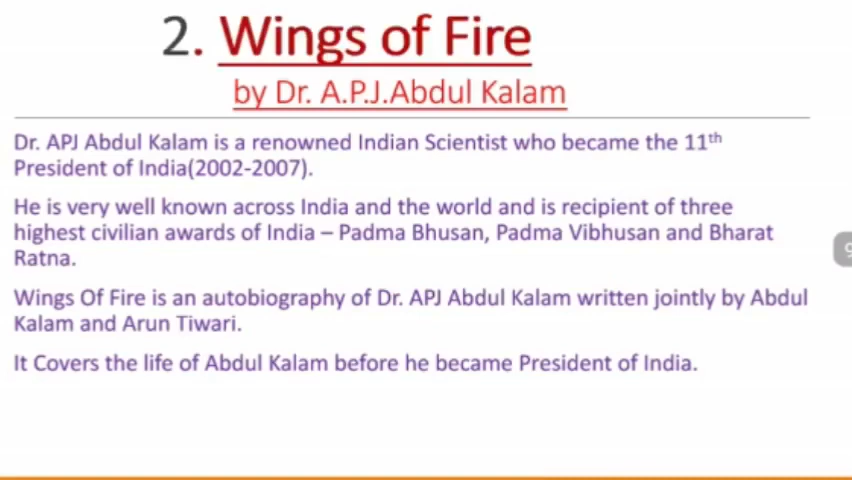 2. Wings of Fire
by Dr. A.P.J.Abdul Kalam
Dr. APJ Abdul Kalam is a renowned Indian Scientist who became the 11th
President of India(2002-2007).
He is very well known across India and the world and is recipient of three
highest civilian awards of India – Padma Bhusan, Padma Vibhusan and Bharat
Ratna.
Wings Of Fire is an autobiography of Dr. APJ Abdul Kalam written jointly by Abdul
Kalam and Arun Tiwari.
It Covers the life of Abdul Kalam before he became President of India.